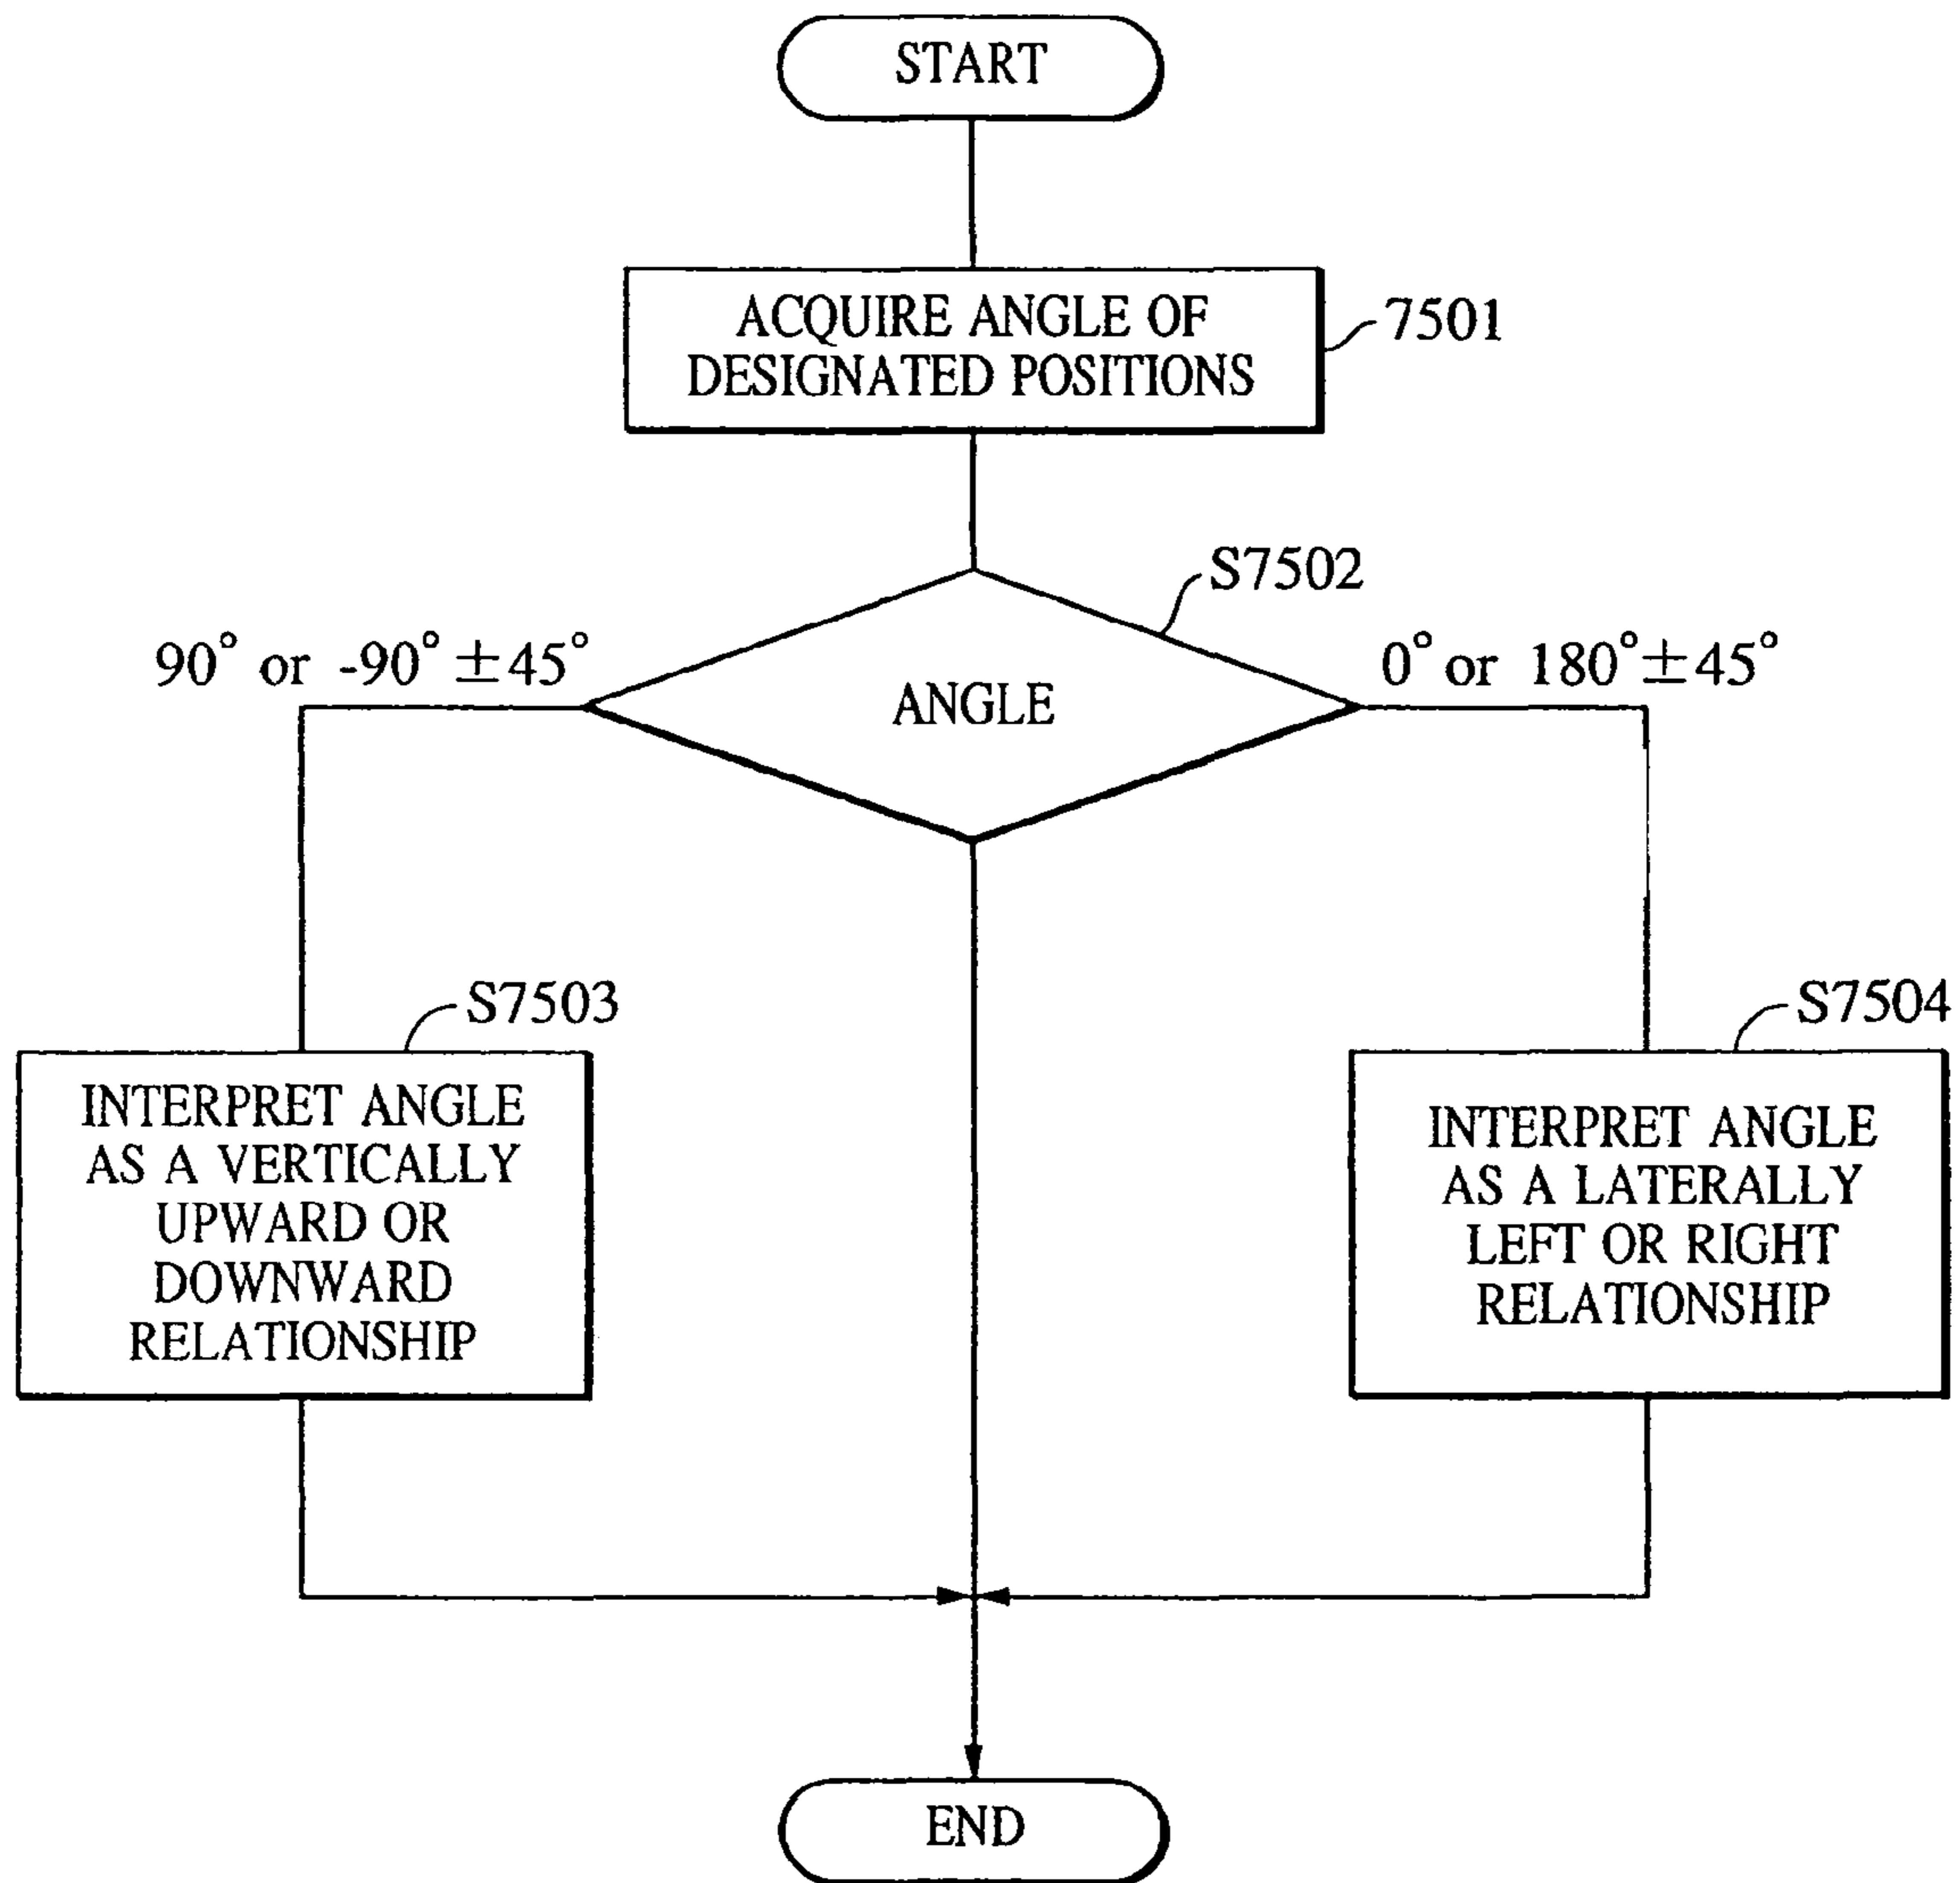 START
ACQUIRE ANGLE OF
DESIGNATED POSITIONS
7501
S7502
90° or -90° ±45°
0° or 180° ±45°
ANGLE
S7503
S7504
INTERPRET ANGLE
AS A VERTICALLY
UPWARD OR
DOWNWARD
RELATIONSHIP
INTERPRET ANGLE
AS A LATERALLY
LEFT OR RIGHT
RELATIONSHIP
END